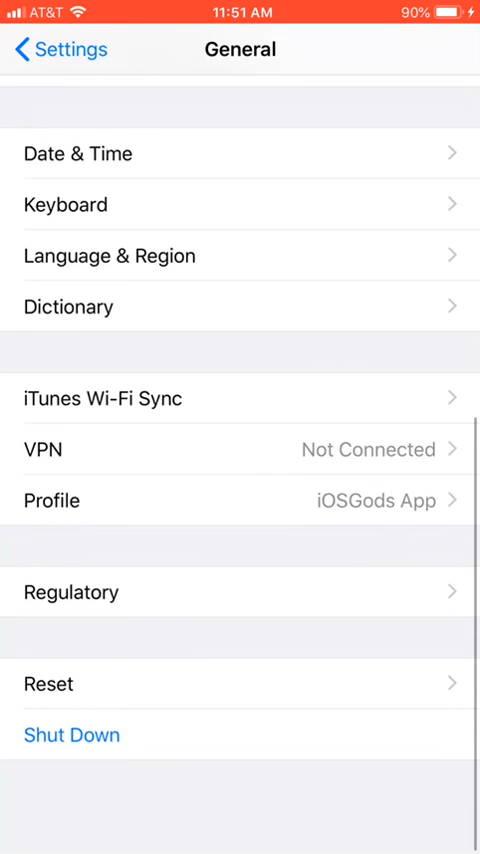 AT&T 11:51 AM 90%
Settings General
Date & Time
Keyboard
Language & Region
Dictionary
iTunes Wi-Fi Sync
VPN Not Connected
Profile iOSGods App
Regulatory
Reset
Shut Down